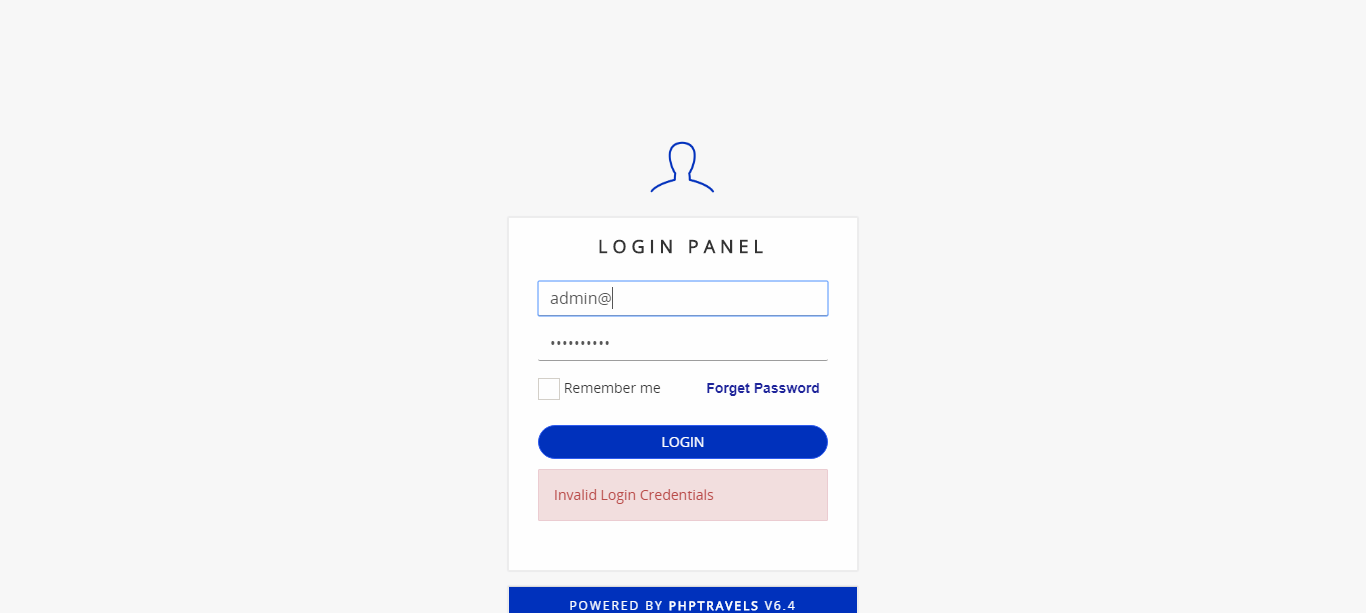 LOGIN PANEL
admin@
••••••••••
Remember me Forget Password
LOGIN
Invalid Login Credentials
POWERED BY PHPTRAVELS V6.4